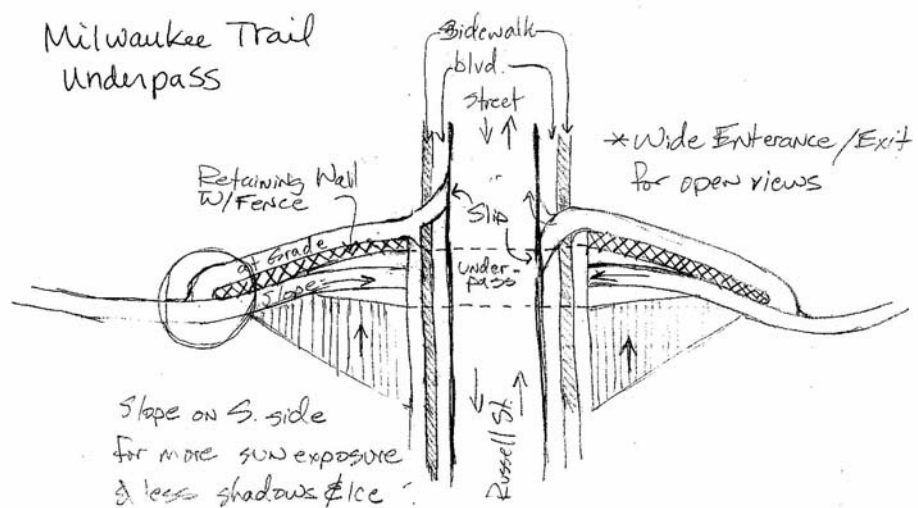 Milwaukee Trail
Underpass
Sidewalk
blvd.
Street
* Wide Enterance/Exit
for open views
Retaining Wall
W/Fence
Slip
at Grade
Slope
under-
pass
Slope on S. side
for more sun exposure
& less shadows & Ice
Russell St.